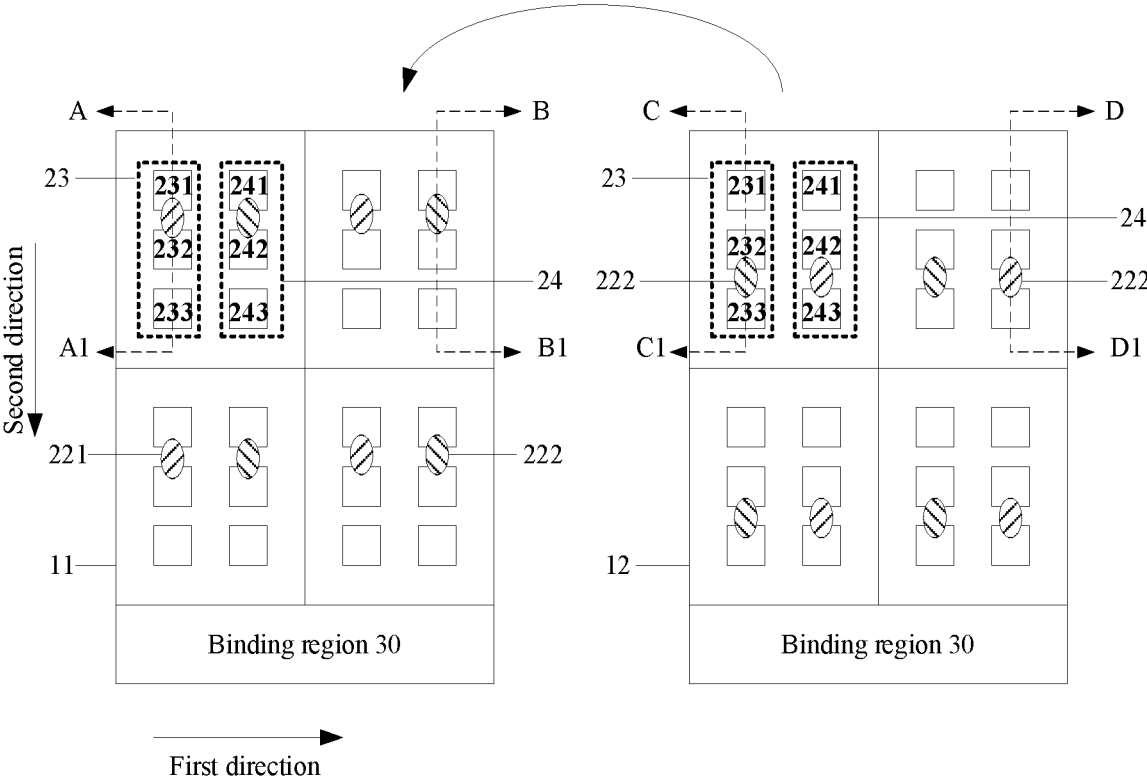 A
B
C
D
23
231
241
23
231
241
24
232
242
232
242
222
222
24
233
243
233
243
A1
B1
C1
D1
Second direction
221
222
11
12
Binding region 30
Binding region 30
First direction